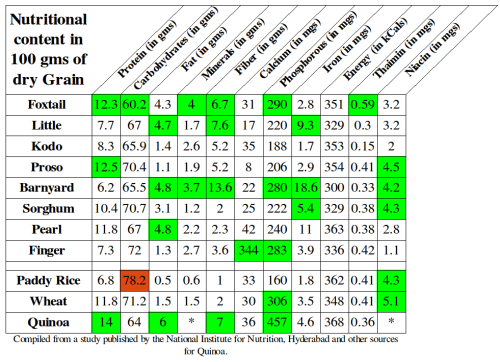 Nutritional
content in
100 gms of
dry Grain
Protein (in gms)
Carbohydrates (in gms)
Fat (in gms)
Minerals (in gms)
Fiber (in gms)
Calcium (in mgs)
Phosphorous (in mgs)
Iron (in mgs)
Energy (in kCals)
Thaimin (in mgs)
Niacin (in mgs)
Foxtail 12.3 60.2 4.3 4 6.7 31 290 2.8 351 0.59 3.2
Little 7.7 67 4.7 1.7 7.6 17 220 9.3 329 0.3 3.2
Kodo 8.3 65.9 1.4 2.6 5.2 35 188 1.7 353 0.15 2
Proso 12.5 70.4 1.1 1.9 5.2 8 206 2.9 354 0.41 4.5
Barnyard 6.2 65.5 4.8 3.7 13.6 22 280 18.6 300 0.33 4.2
Sorghum 10.4 70.7 3.1 1.2 2 25 222 5.4 329 0.38 4.3
Pearl 11.8 67 4.8 2.2 2.3 42 240 11 363 0.38 2.8
Finger 7.3 72 1.3 2.7 3.6 344 283 3.9 336 0.42 1.1
Paddy Rice 6.8 78.2 0.5 0.6 1 33 160 1.8 362 0.41 4.3
Wheat 11.8 71.2 1.5 1.5 2 30 306 3.5 348 0.41 5.1
Quinoa 14 64 6 * 7 36 457 4.6 368 0.36 *
Compiled from a study published by the National Institute for Nutrition, Hyderabad and other sources
for Quinoa.